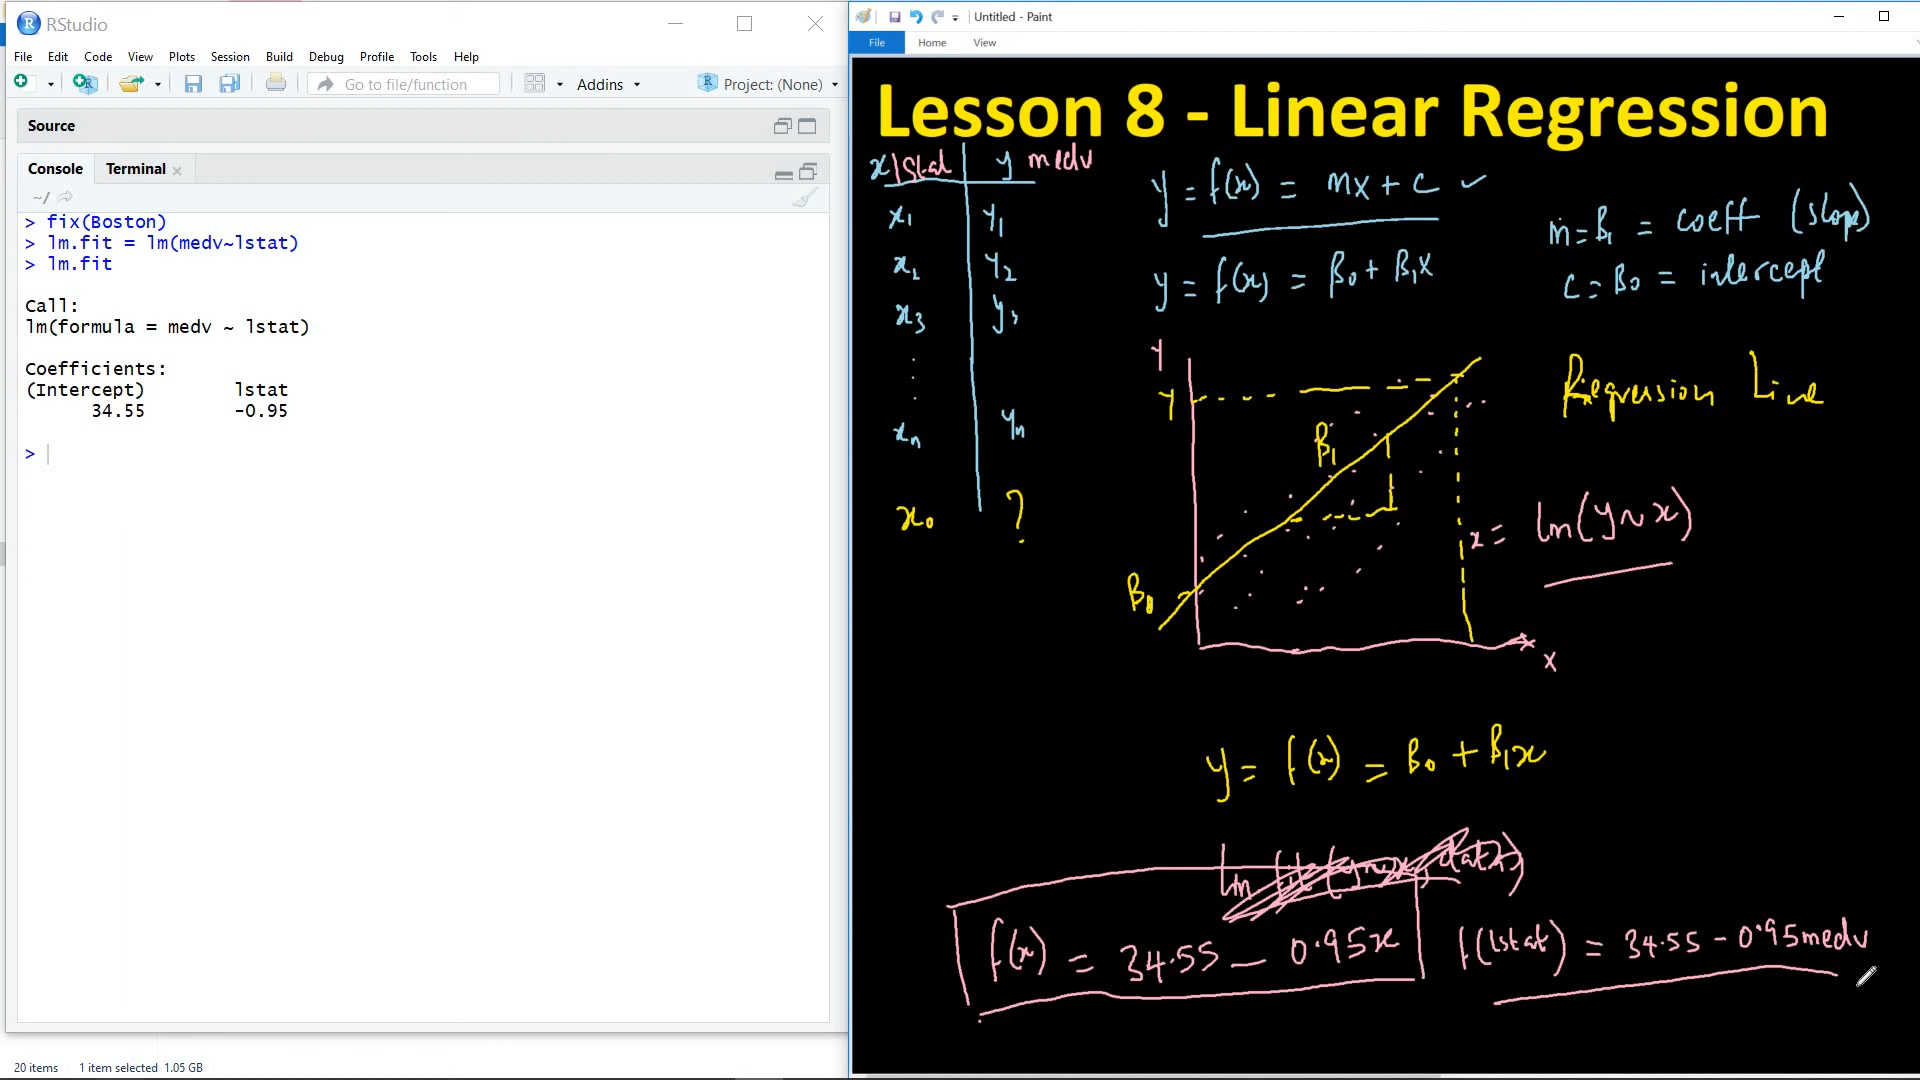 RStudio
File Edit Code View Plots Session Build Debug Profile Tools Help
Go to file/function Addins Project: (None)
Source
Console Terminal
~/
> fix(Boston)
> lm.fit = lm(medv~lstat)
> lm.fit
Call:
lm(formula = medv ~ lstat)
Coefficients:
(Intercept) lstat
34.55 -0.95
>
20 items 1 item selected 1.05 GB
Untitled - Paint
File Home View
Lesson 8 - Linear Regression
x lstat y medv
x₁ y₁
x₂ y₂
x₃ y₃
xₙ yₙ
x₀ ?
y = f(x) = mx + c ✓
y = f(x) = β₀ + β₁x
m = β₁ = coeff (slope)
c = β₀ = intercept
Y
Y
β₁
β₀
x
Regression Line
x = lm(y~x)
y = f(x) = β₀ + β₁x
lm
f(x) = 34.55 - 0.95x
f(lstat) = 34.55 - 0.95medv